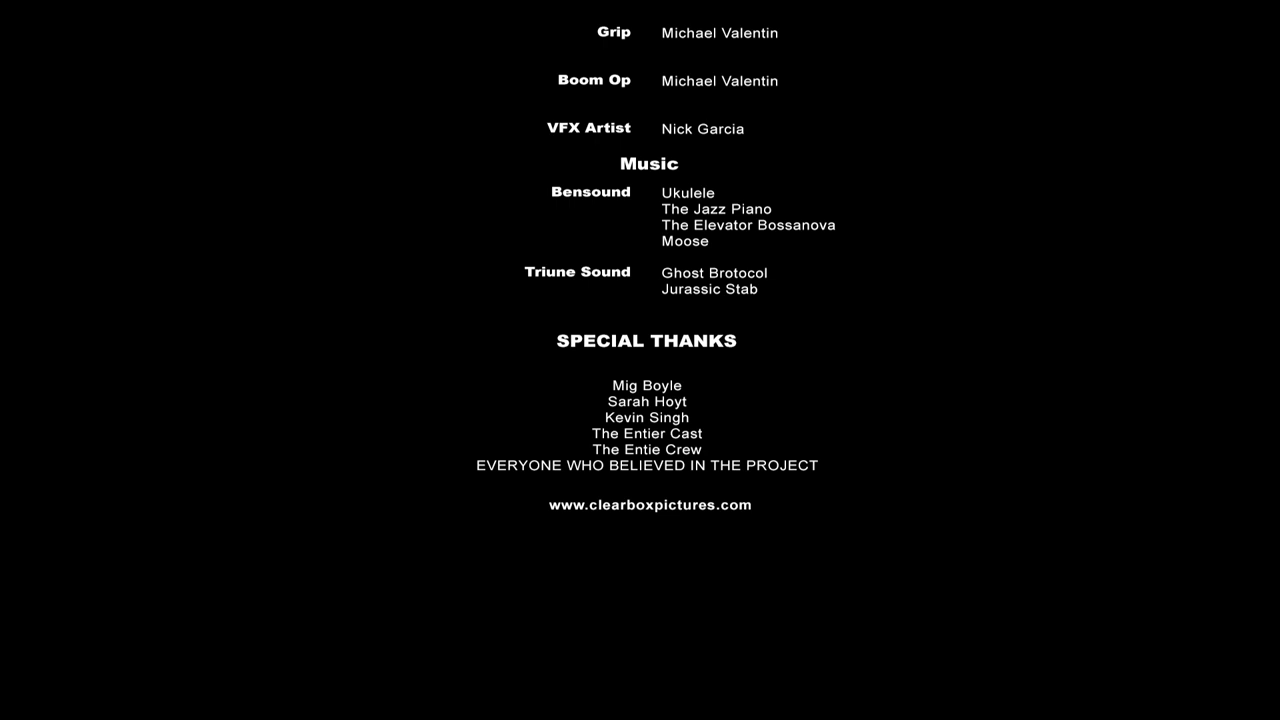 Grip Michael Valentin
Boom Op Michael Valentin
VFX Artist Nick Garcia
Music
Bensound Ukulele
The Jazz Piano
The Elevator Bossanova
Moose
Triune Sound Ghost Brotocol
Jurassic Stab
SPECIAL THANKS
Mig Boyle
Sarah Hoyt
Kevin Singh
The Entier Cast
The Entie Crew
EVERYONE WHO BELIEVED IN THE PROJECT
www.clearboxpictures.com